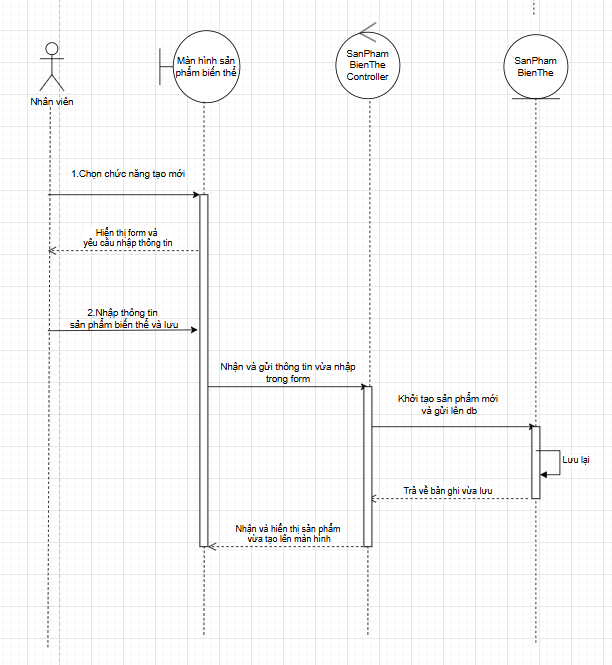 Nhân viên
Màn hình sản
phẩm biến thể
SanPham
BienThe
Controller
SanPham
BienThe
1.Chọn chức năng tạo mới
Hiển thị form và
yêu cầu nhập thông tin
2.Nhập thông tin
sản phẩm biến thể và lưu
Nhận và gửi thông tin vừa nhập
trong form
Khởi tạo sản phẩm mới
và gửi lên db
Lưu lại
Trả về bản ghi vừa lưu
Nhận và hiển thị sản phẩm
vừa tạo lên màn hình